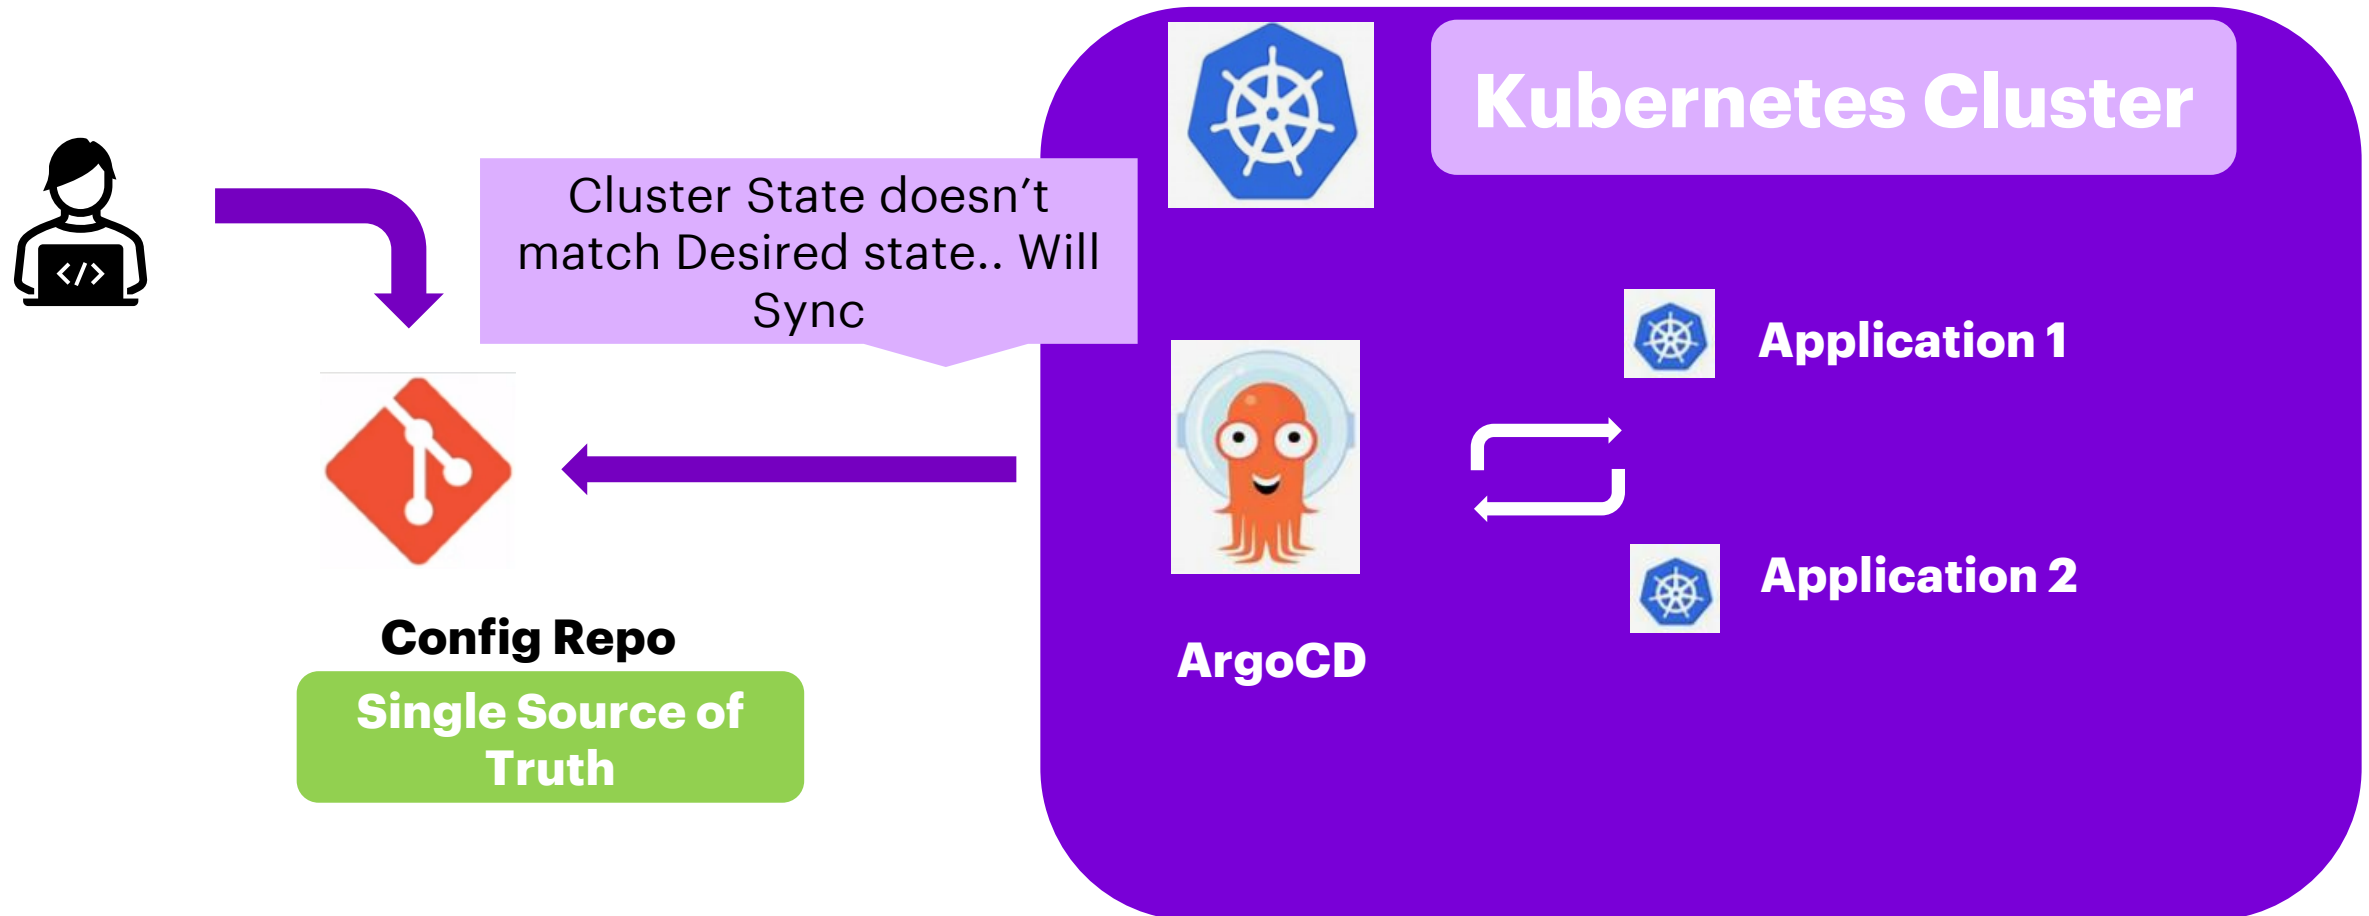 Kubernetes Cluster
Cluster State doesn’t
match Desired state.. Will
Sync
</>
Application 1
Application 2
Config Repo
ArgoCD
Single Source of
Truth